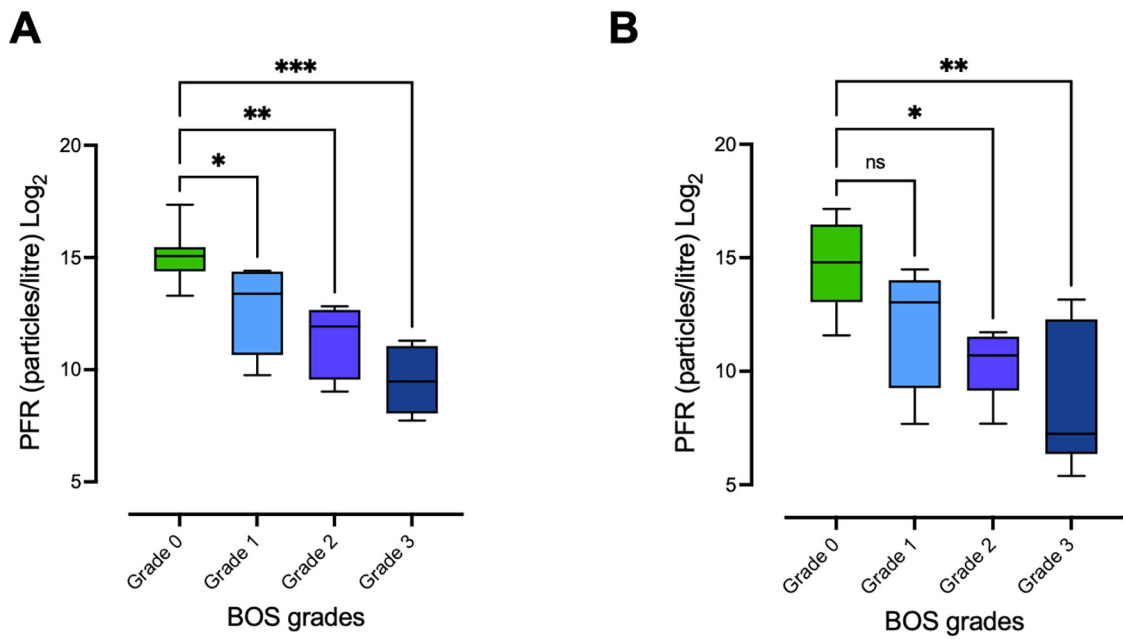 A
***
**
*
20
15
10
5
PFR (particles/litre) Log₂
Grade 0
Grade 1
Grade 2
Grade 3
BOS grades
B
**
*
ns
20
15
10
5
PFR (particles/litre) Log₂
Grade 0
Grade 1
Grade 2
Grade 3
BOS grades